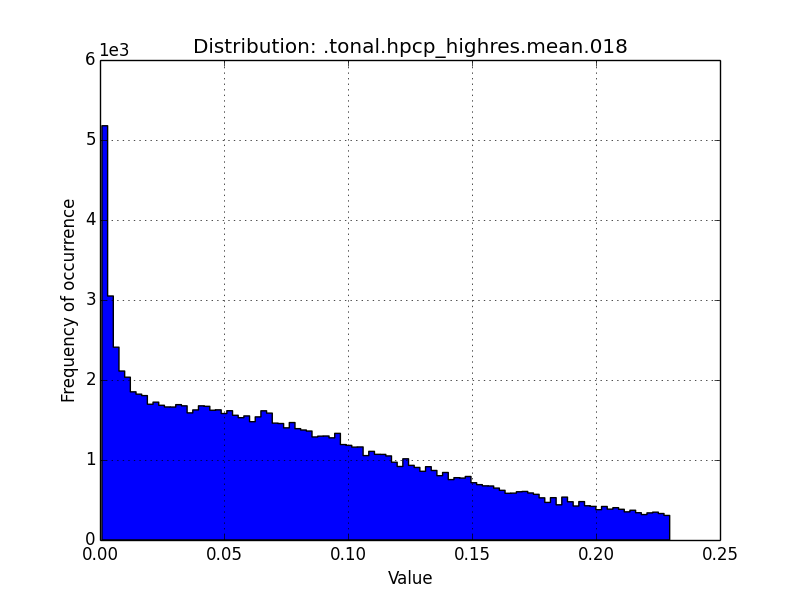 Distribution: .tonal.hpcp_highres.mean.018
1e3
6
5
4
3
2
1
0
Frequency of occurrence
0.00 0.05 0.10 0.15 0.20 0.25
Value